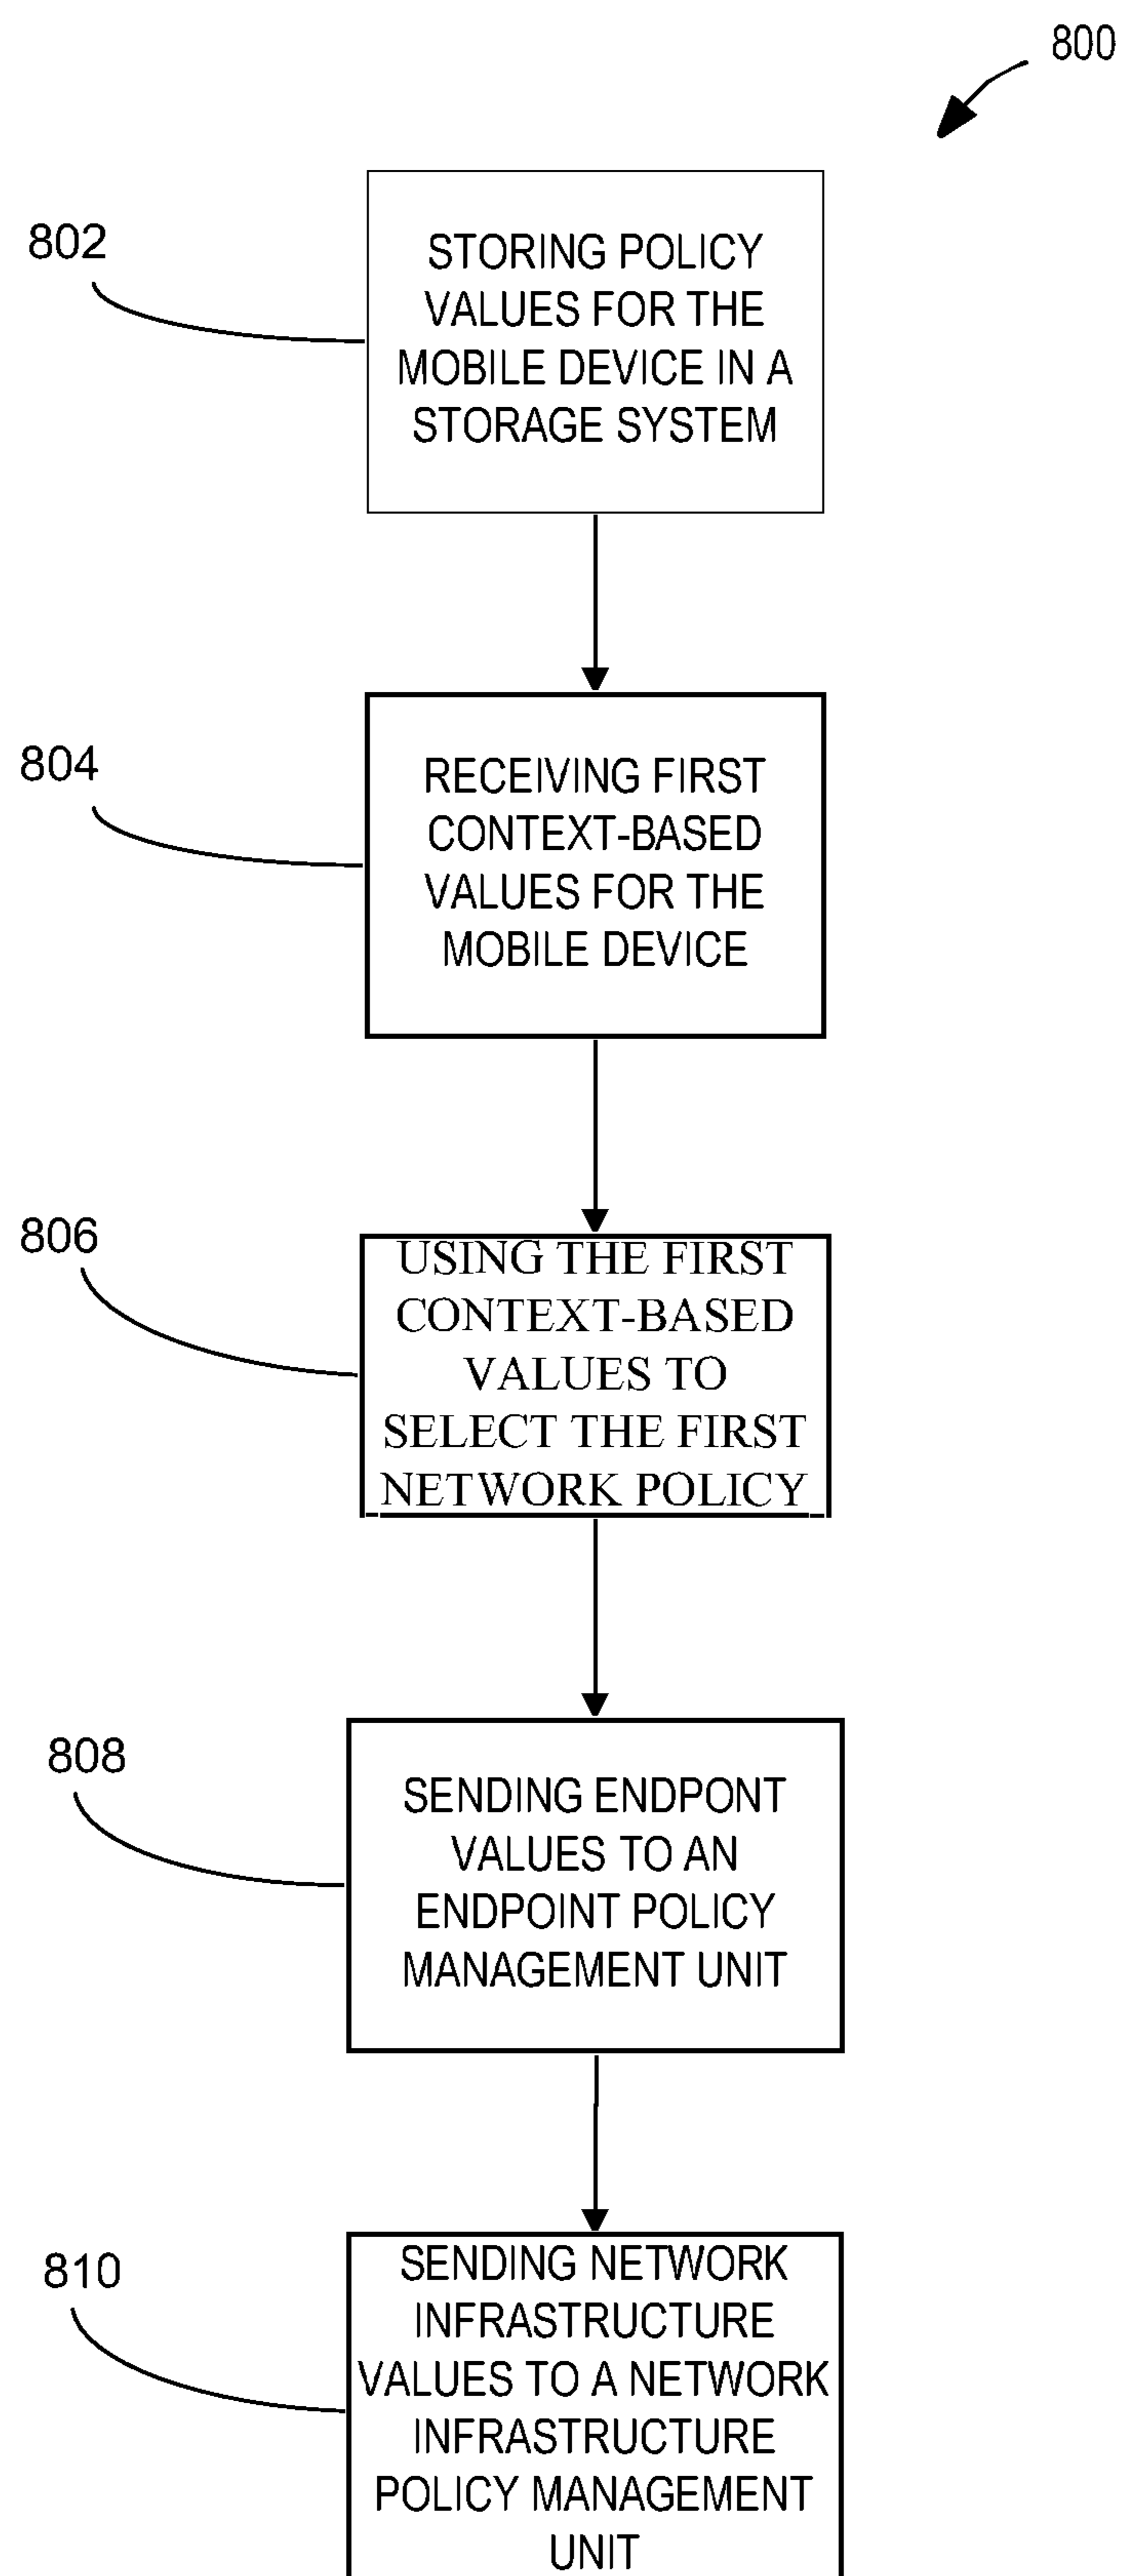 800
802
STORING POLICY
VALUES FOR THE
MOBILE DEVICE IN A
STORAGE SYSTEM
804
RECEIVING FIRST
CONTEXT-BASED
VALUES FOR THE
MOBILE DEVICE
806
USING THE FIRST
CONTEXT-BASED
VALUES TO
SELECT THE FIRST
NETWORK POLICY
808
SENDING ENDPONT
VALUES TO AN
ENDPOINT POLICY
MANAGEMENT UNIT
810
SENDING NETWORK
INFRASTRUCTURE
VALUES TO A NETWORK
INFRASTRUCTURE
POLICY MANAGEMENT
UNIT